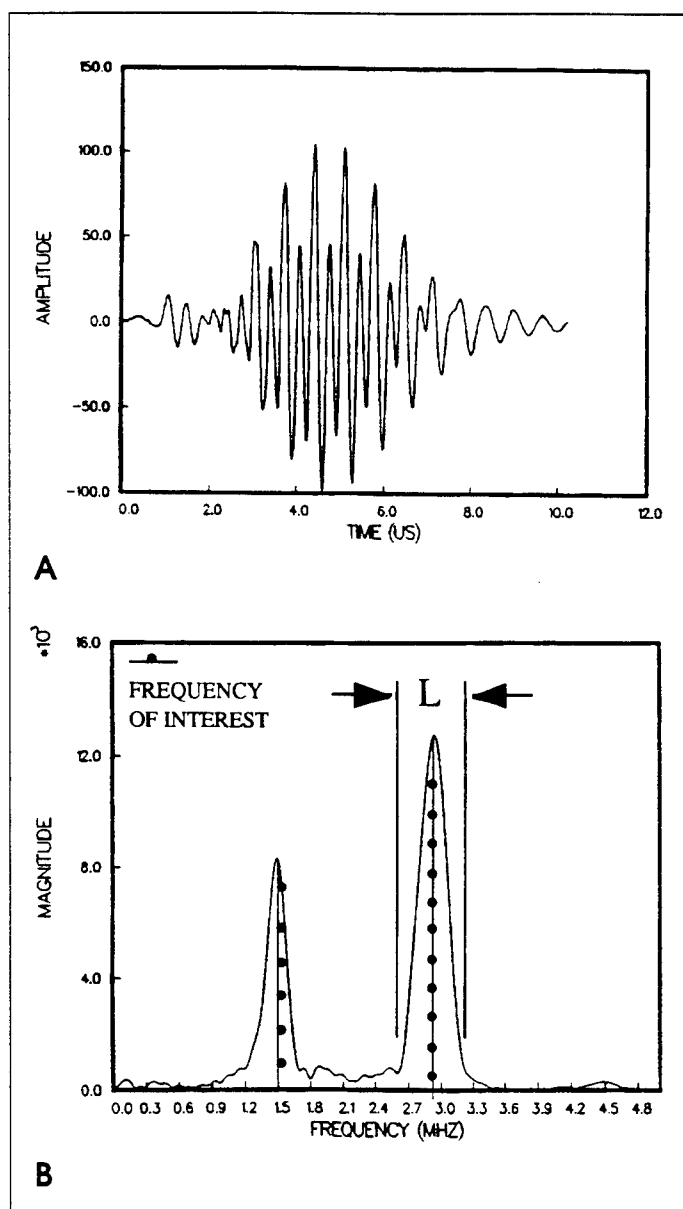 150.0
100.0
50.0
0.0
-50.0
-100.0
AMPLITUDE
0.0 2.0 4.0 6.0 8.0 10.0 12.0
TIME (US)
A
*10³
16.0
12.0
8.0
4.0
0.0
MAGNITUDE
FREQUENCY
OF INTEREST
L
0.0 0.3 0.6 0.9 1.2 1.5 1.8 2.1 2.4 2.7 3.0 3.3 3.6 3.9 4.2 4.5 4.8
FREQUENCY (MHZ)
B